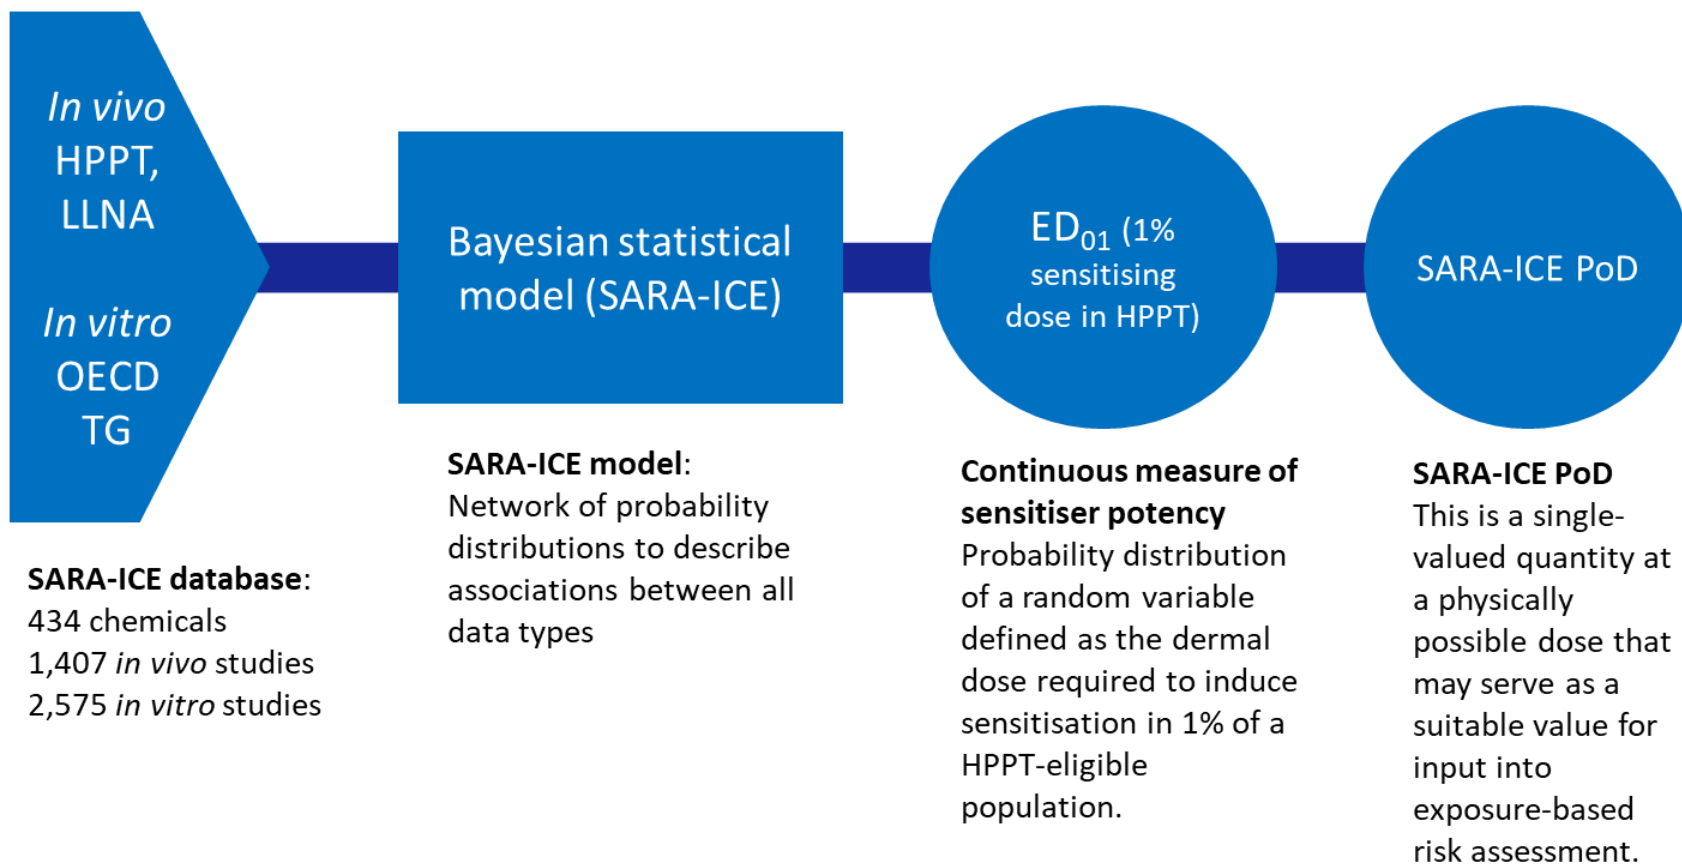 In vivo
HPPT,
LLNA
In vitro
OECD
TG
SARA-ICE database:
434 chemicals
1,407 in vivo studies
2,575 in vitro studies
Bayesian statistical
model (SARA-ICE)
SARA-ICE model:
Network of probability
distributions to describe
associations between all
data types
ED₀₁ (1%
sensitising
dose in HPPT)
Continuous measure of
sensitiser potency
Probability distribution
of a random variable
defined as the dermal
dose required to induce
sensitisation in 1% of a
HPPT-eligible
population.
SARA-ICE PoD
SARA-ICE PoD
This is a single-
valued quantity at
a physically
possible dose that
may serve as a
suitable value for
input into
exposure-based
risk assessment.